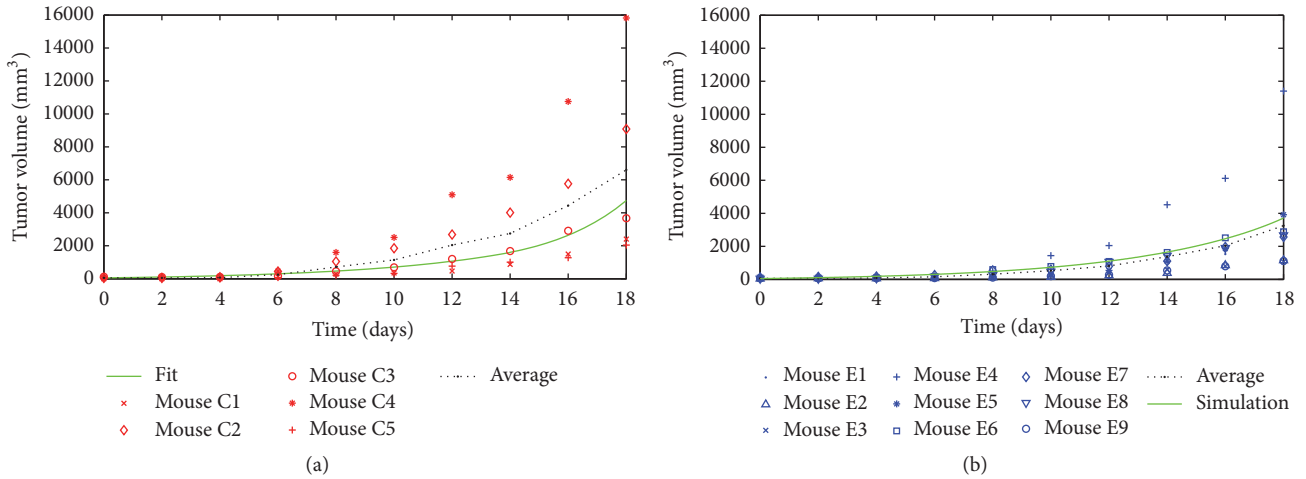 16000
14000
12000
10000
8000
6000
4000
2000
0
Tumor volume (mm³)
0 2 4 6 8 10 12 14 16 18
Time (days)
Fit
Mouse C1
Mouse C2
Mouse C3
Mouse C4
Mouse C5
Average
(a)
16000
14000
12000
10000
8000
6000
4000
2000
0
Tumor volume (mm³)
0 2 4 6 8 10 12 14 16 18
Time (days)
Mouse E1
Mouse E2
Mouse E3
Mouse E4
Mouse E5
Mouse E6
Mouse E7
Mouse E8
Mouse E9
Average
Simulation
(b)